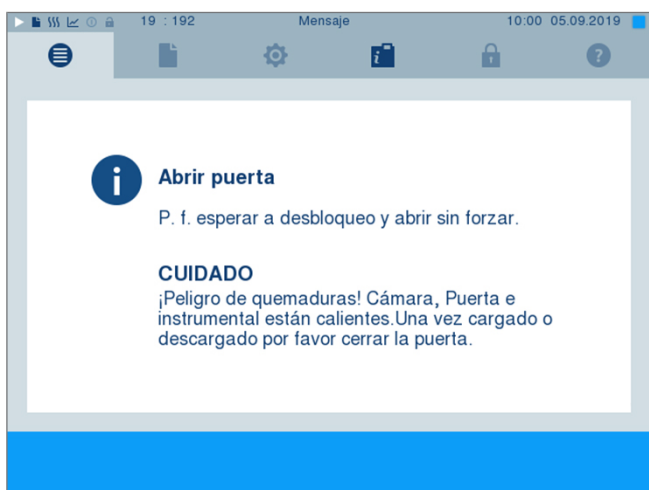 19 : 192 Mensaje 10:00 05.09.2019
Abrir puerta
P. f. esperar a desbloqueo y abrir sin forzar.
CUIDADO
¡Peligro de quemaduras! Cámara, Puerta e
instrumental están calientes.Una vez cargado o
descargado por favor cerrar la puerta.